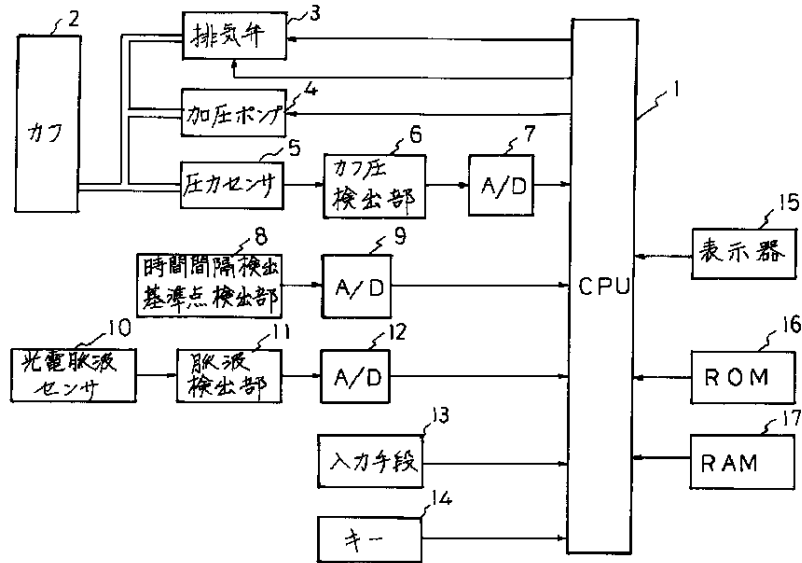 2
カフ
3
排気弁
4
加圧ポンプ
5
圧力センサ
6
カフ圧
検出部
7
A/D
1
CPU
8
時間間隔検出
基準点検出部
9
A/D
10
光電脈波
センサ
11
脈波
検出部
12
A/D
13
入力手段
14
キー
15
表示器
16
ROM
17
RAM